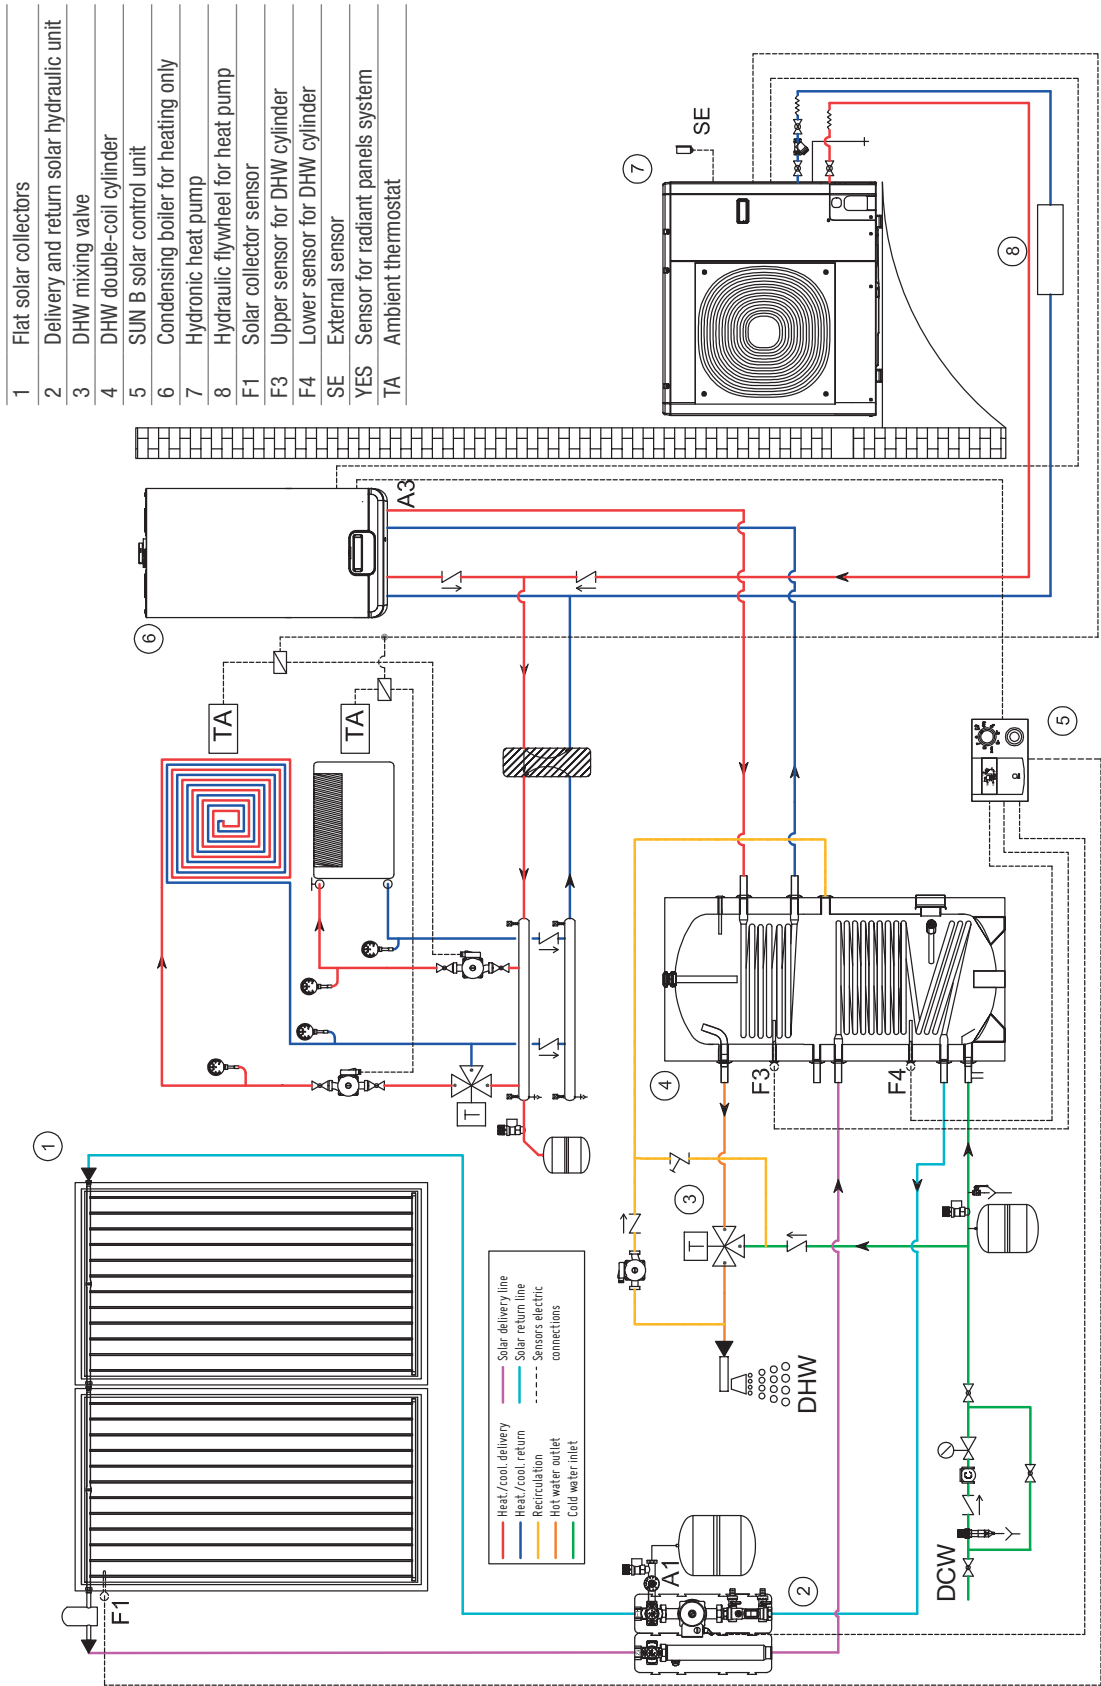 1 Flat solar collectors
2 Delivery and return solar hydraulic unit
3 DHW mixing valve
4 DHW double-coil cylinder
5 SUN B solar control unit
6 Condensing boiler for heating only
7 Hydronic heat pump
8 Hydraulic flywheel for heat pump
F1 Solar collector sensor
F3 Upper sensor for DHW cylinder
F4 Lower sensor for DHW cylinder
SE External sensor
YES Sensor for radiant panels system
TA Ambient thermostat
1
F1
A1
2
Heat./cool. delivery
Heat./cool. return
Recirculation
Hot water outlet
Cold water inlet
Solar delivery line
Solar return line
Sensors electric
connections
TA
TA
6
A3
T
T
3
DHW
DCW
C
4
F3
F4
5
7
SE
8